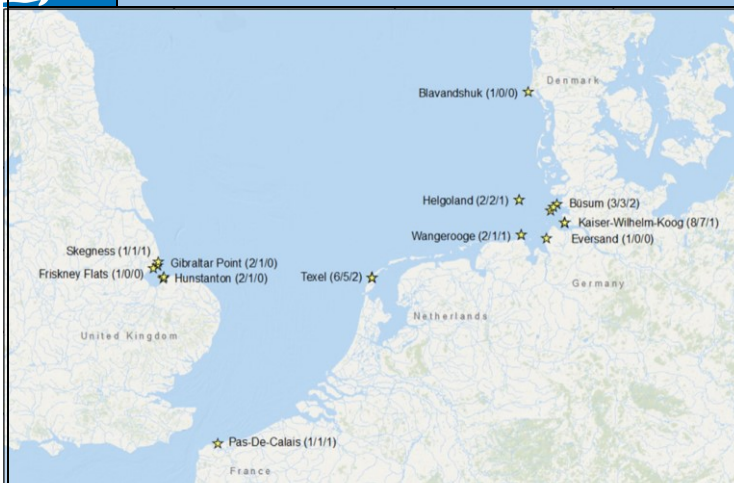 Denmark
Blavandshuk (1/0/0)
Helgoland (2/2/1)
Büsum (3/3/2)
Kaiser-Wilhelm-Koog (8/7/1)
Wangerooge (2/1/1)
Eversand (1/0/0)
Skegness (1/1/1)
Gibraltar Point (2/1/0)
Friskney Flats (1/0/0)
Hunstanton (2/1/0)
Texel (6/5/2)
Germany
Netherlands
United Kingdom
Pas-De-Calais (1/1/1)
France